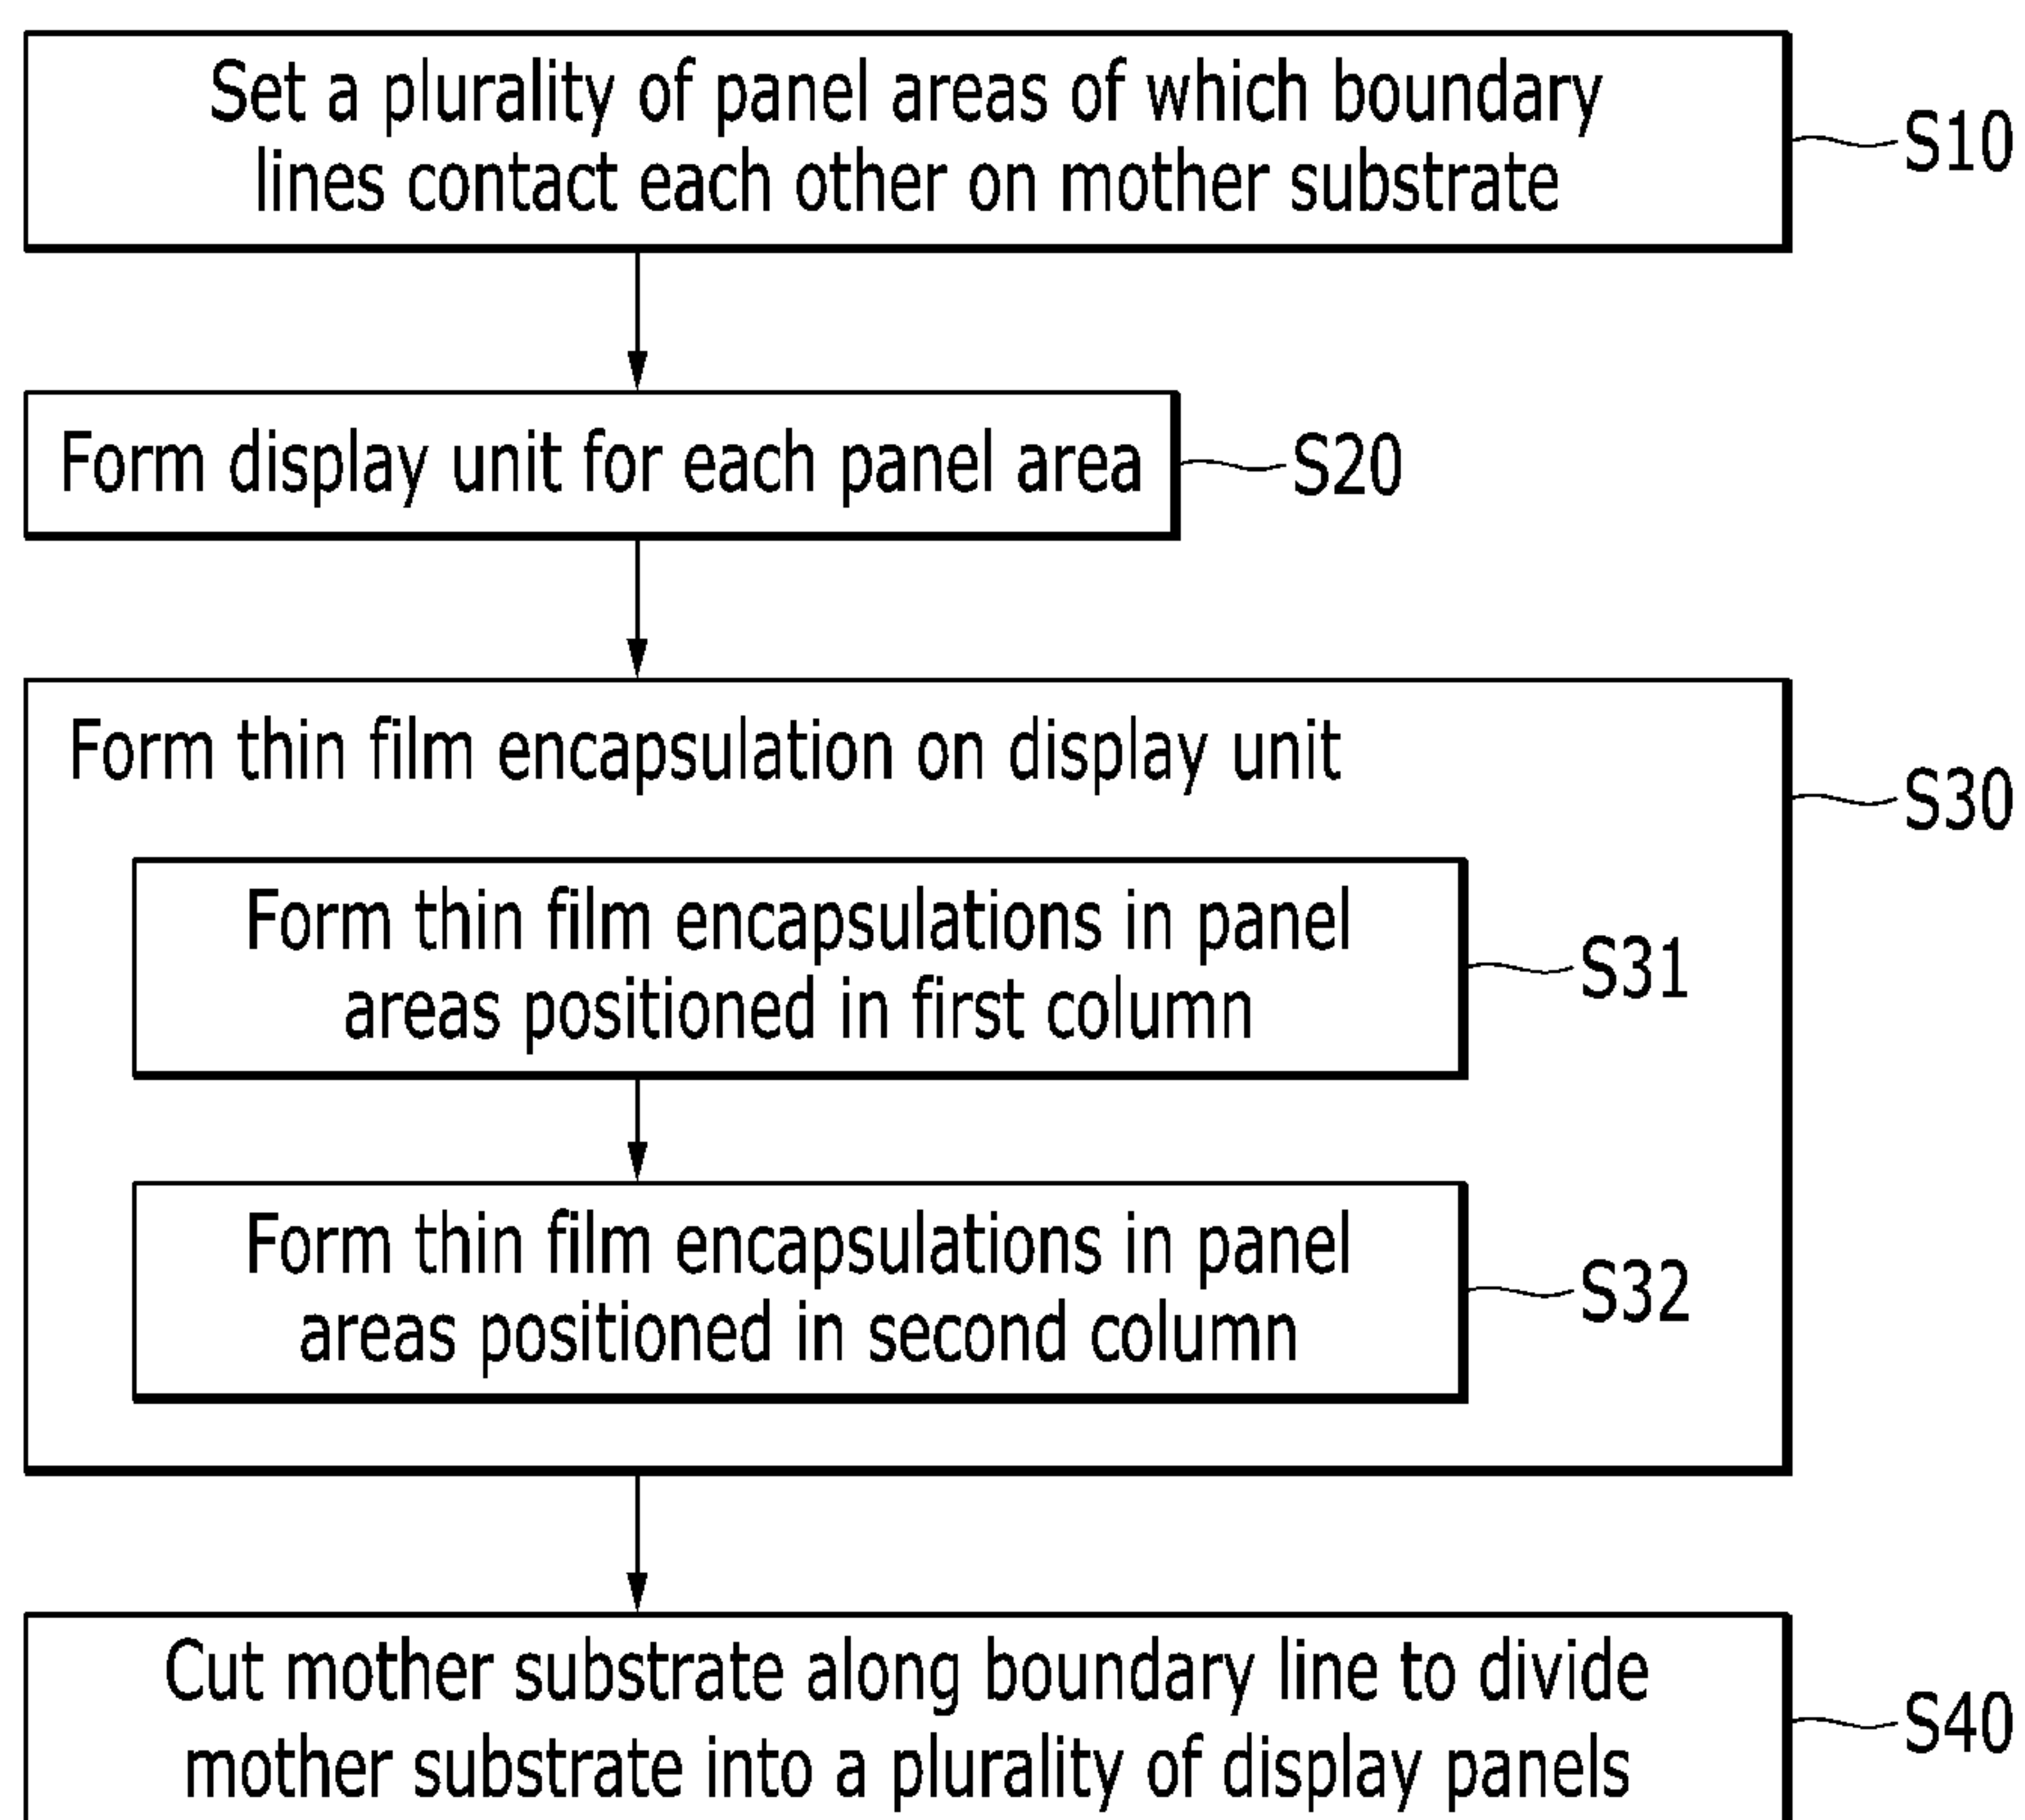 Set a plurality of panel areas of which boundary
lines contact each other on mother substrate
S10
Form display unit for each panel area
S20
Form thin film encapsulation on display unit
S30
Form thin film encapsulations in panel
areas positioned in first column
S31
Form thin film encapsulations in panel
areas positioned in second column
S32
Cut mother substrate along boundary line to divide
mother substrate into a plurality of display panels
S40